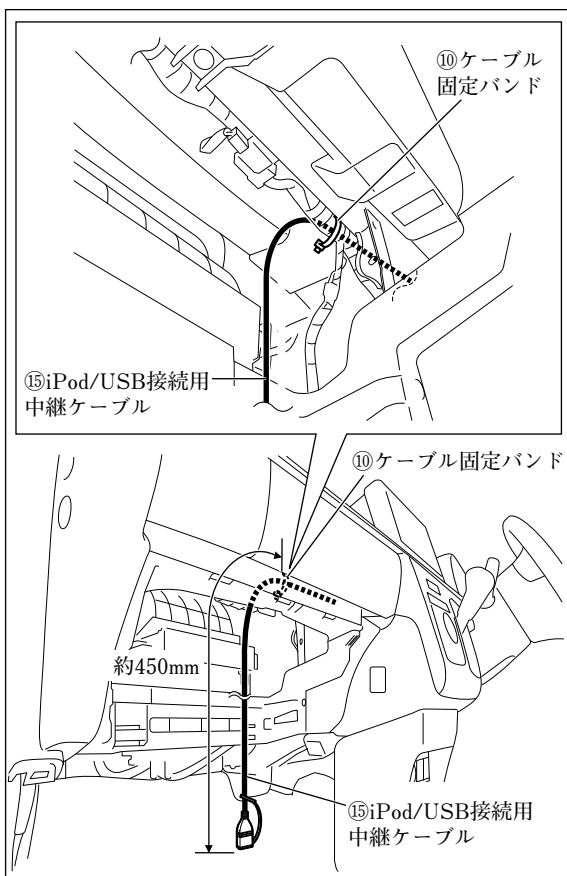 ⑩ケーブル
固定バンド
⑮iPod/USB接続用
中継ケーブル
⑩ケーブル固定バンド
約450mm
⑮iPod/USB接続用
中継ケーブル